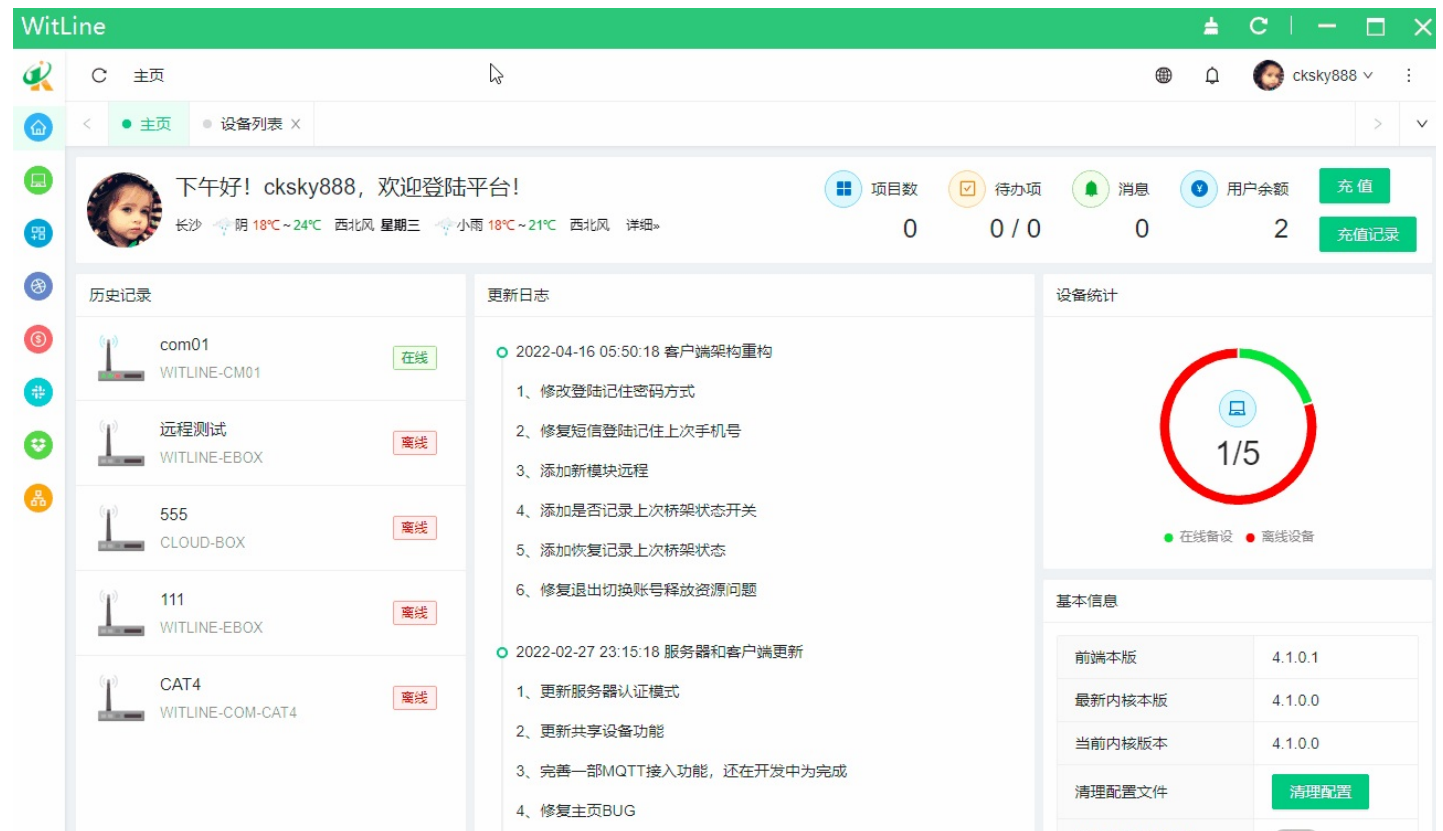 WitLine
主页
cksky888
主页
设备列表
下午好！cksky888，欢迎登陆平台！
长沙 阴 18℃~24℃ 西北风 星期三 小雨 18℃~21℃ 西北风 详细»
项目数
0
待办项
0 / 0
消息
0
用户余额
2
充 值
充值记录
历史记录
com01
WITLINE-CM01
在线
远程测试
WITLINE-EBOX
离线
555
CLOUD-BOX
离线
111
WITLINE-EBOX
离线
CAT4
WITLINE-COM-CAT4
离线
更新日志
2022-04-16 05:50:18 客户端架构重构
1、修改登陆记住密码方式
2、修复短信登陆记住上次手机号
3、添加新模块远程
4、添加是否记录上次桥架状态开关
5、添加恢复记录上次桥架状态
6、修复退出切换账号释放资源问题
2022-02-27 23:15:18 服务器和客户端更新
1、更新服务器认证模式
2、更新共享设备功能
3、完善一部MQTT接入功能，还在开发中为完成
4、修复主页BUG
设备统计
1/5
在线备设 离线设备
基本信息
前端本版 4.1.0.1
最新内核本版 4.1.0.0
当前内核版本 4.1.0.0
清理配置文件 清理配置